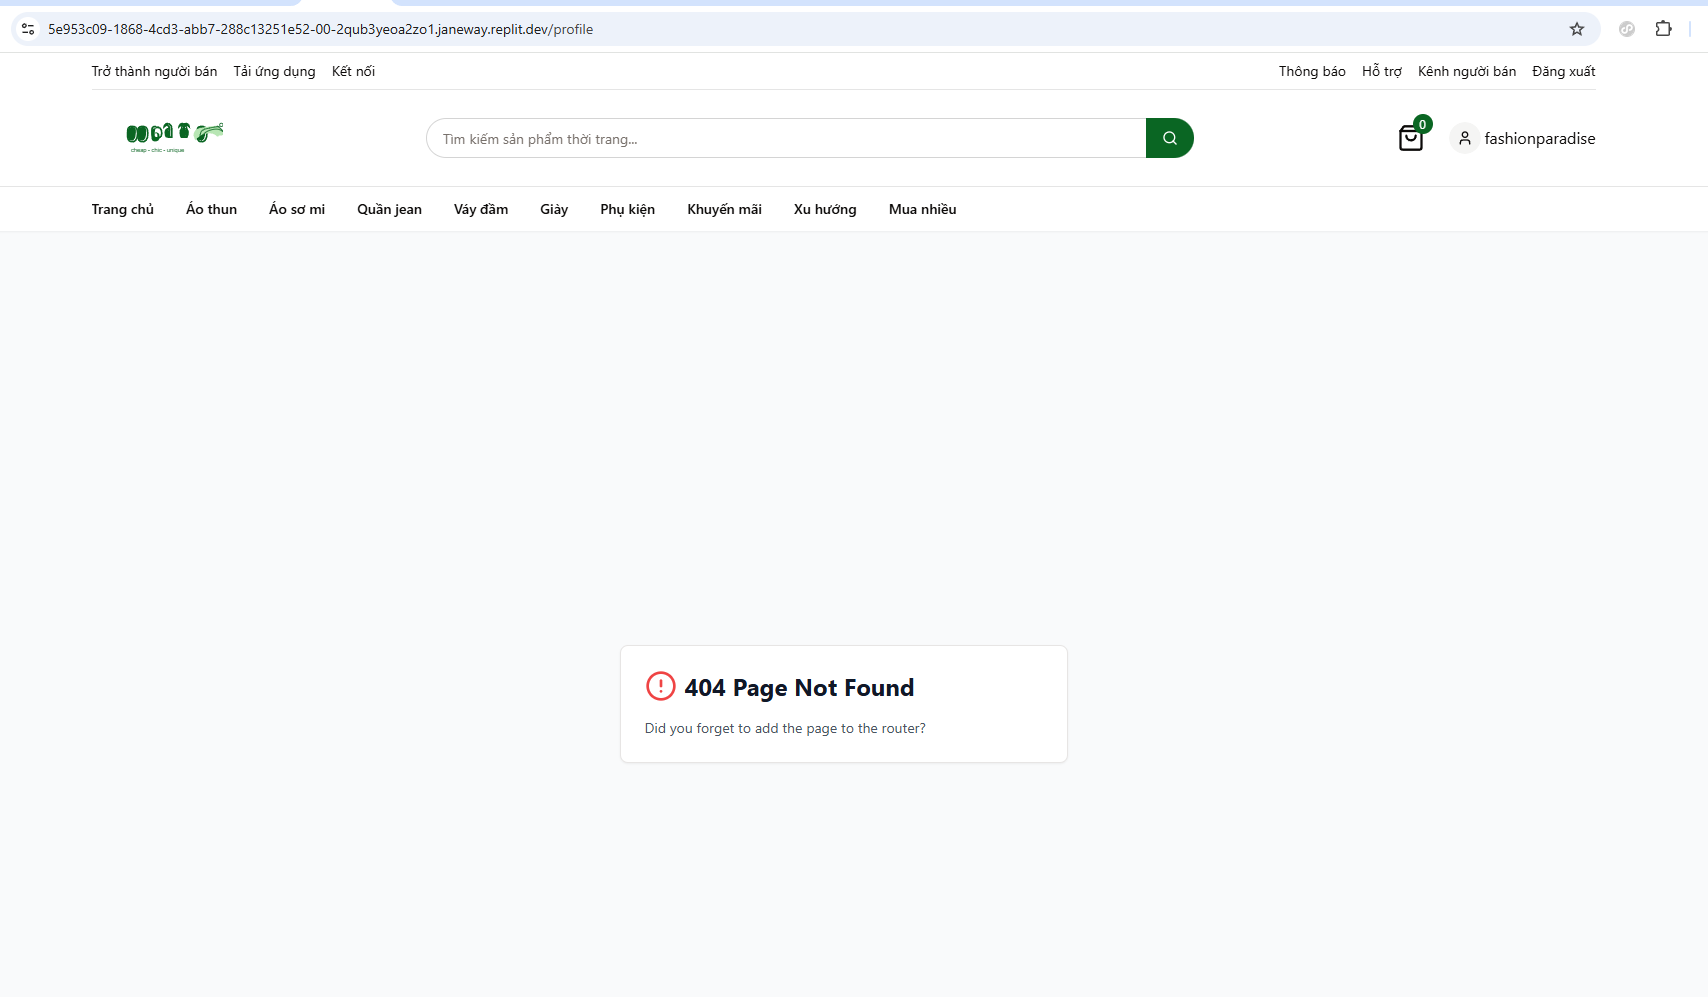 5e953c09-1868-4cd3-abb7-288c13251e52-00-2qub3yeoa2zo1.janeway.replit.dev/profile
Trở thành người bán Tải ứng dụng Kết nối Thông báo Hỗ trợ Kênh người bán Đăng xuất
cheap - chic - unique
Tìm kiếm sản phẩm thời trang...
0
fashionparadise
Trang chủ Áo thun Áo sơ mi Quần jean Váy đầm Giày Phụ kiện Khuyến mãi Xu hướng Mua nhiều
404 Page Not Found
Did you forget to add the page to the router?